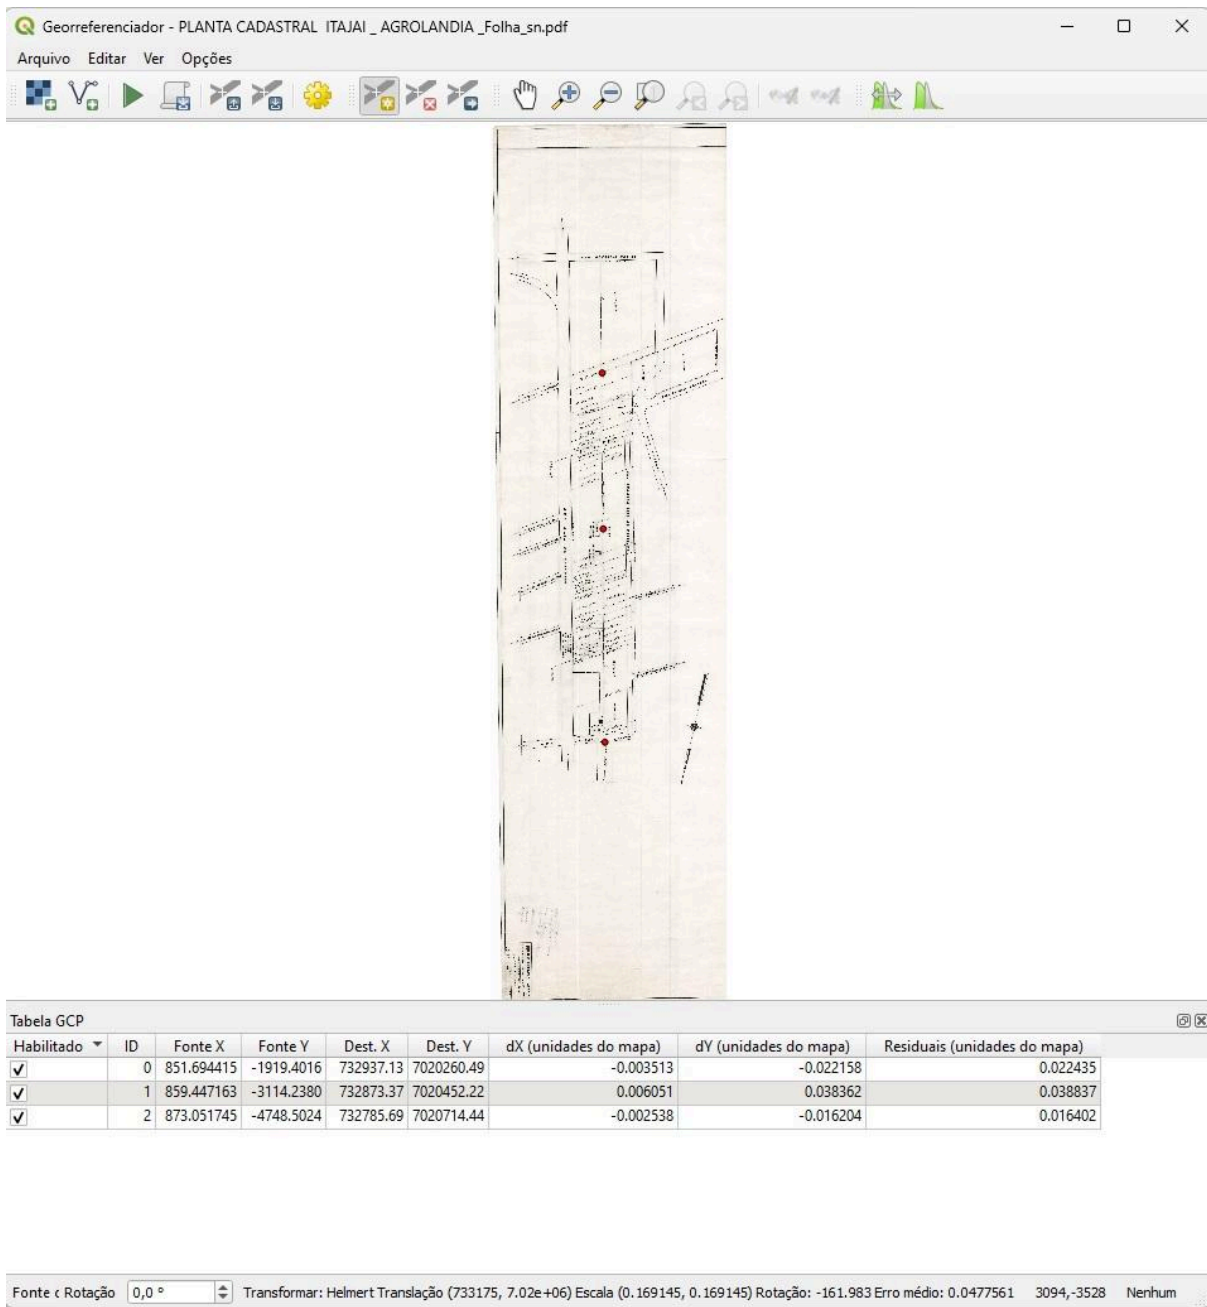 Georreferenciador - PLANTA CADASTRAL ITAJAI _ AGROLANDIA _Folha_sn.pdf
Arquivo Editar Ver Opções
Tabela GCP
Habilitado ID Fonte X Fonte Y Dest. X Dest. Y dX (unidades do mapa) dY (unidades do mapa) Residuais (unidades do mapa)
0 851.694415 -1919.4016 732937.13 7020260.49 -0.003513 -0.022158 0.022435
1 859.447163 -3114.2380 732873.37 7020452.22 0.006051 0.038362 0.038837
2 873.051745 -4748.5024 732785.69 7020714.44 -0.002538 -0.016204 0.016402
Fonte c Rotação 0,0 ° Transformar: Helmert Translação (733175, 7.02e+06) Escala (0.169145, 0.169145) Rotação: -161.983 Erro médio: 0.0477561 3094,-3528 Nenhum